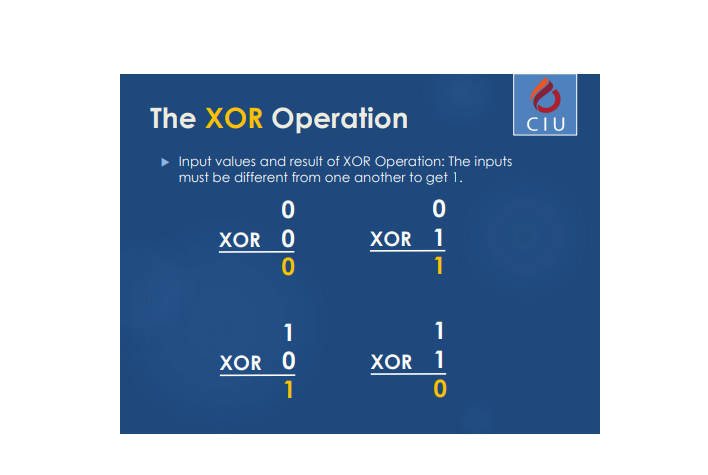 The XOR Operation
CIU
Input values and result of XOR Operation: The inputs
must be different from one another to get 1.
0
XOR 0
0
0
XOR 1
1
1
XOR 0
1
1
XOR 1
0